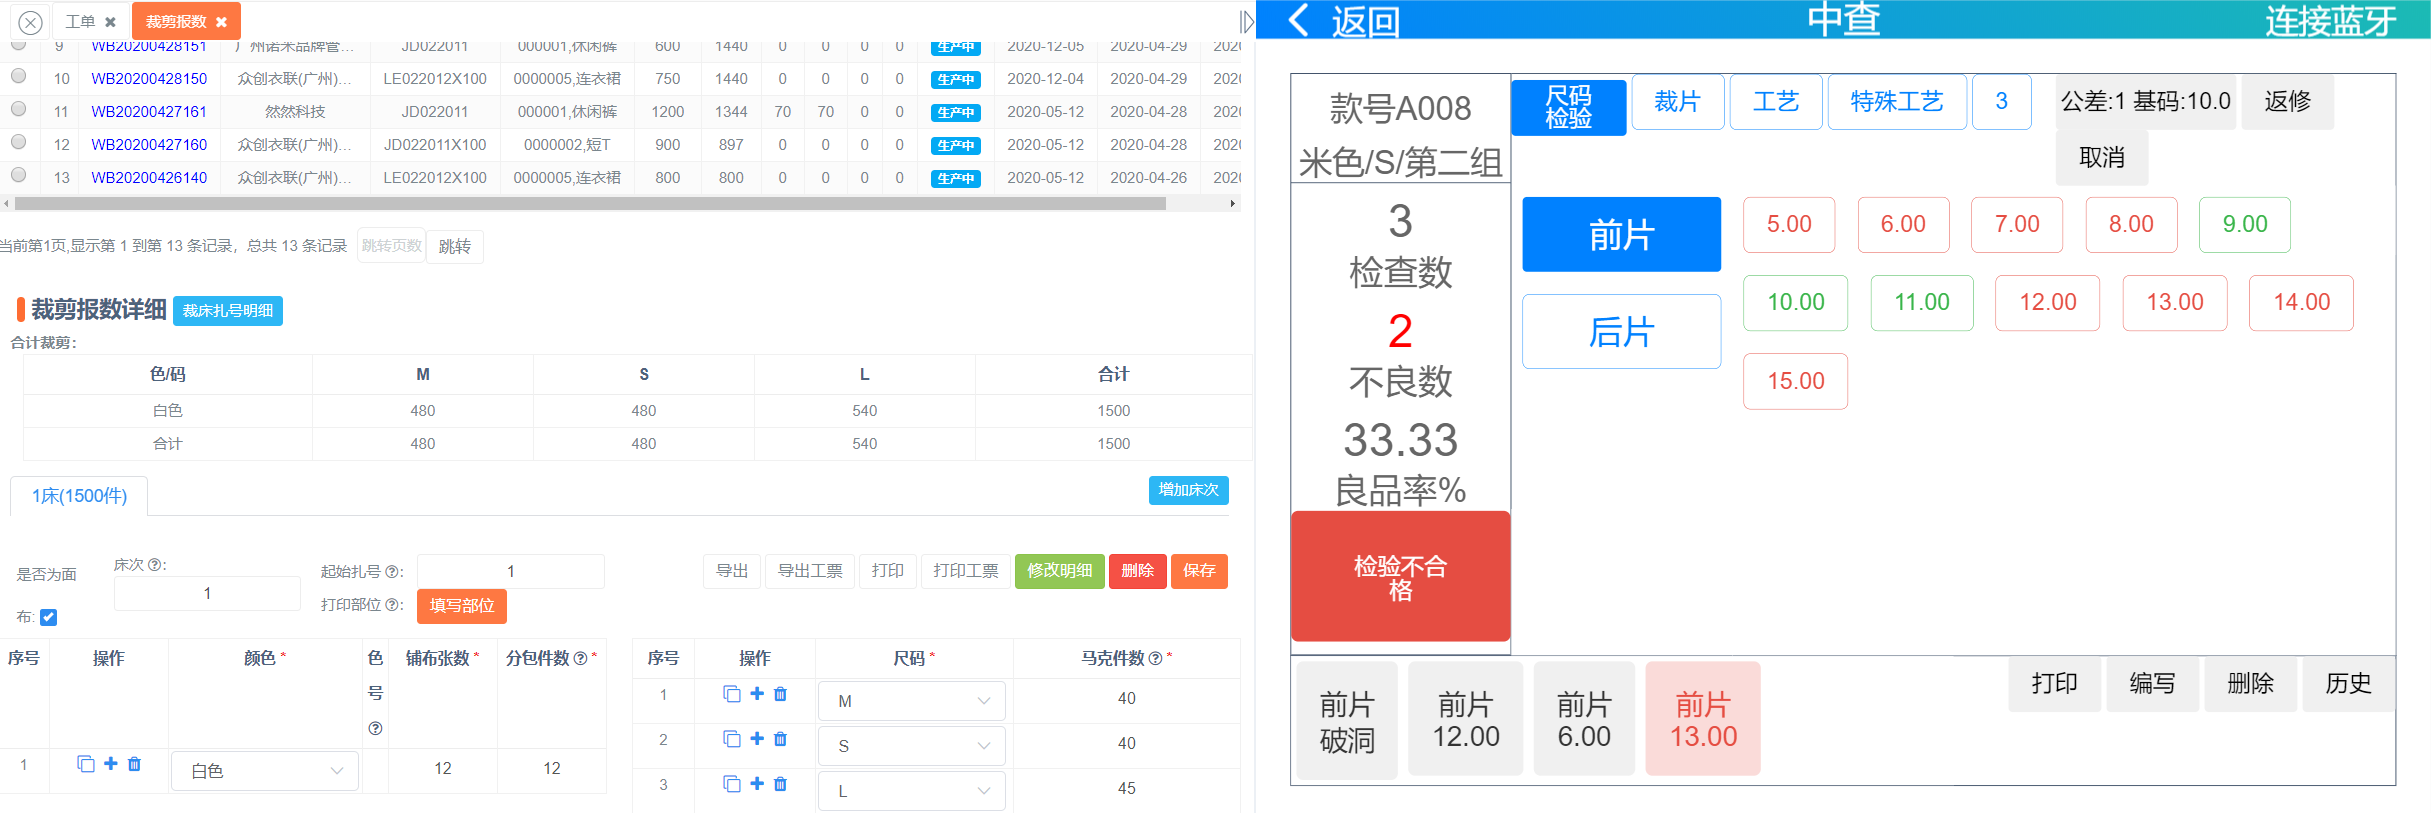 工单 ✖ 裁剪报数 ✖
9 WB20200428151 广州诺米品牌管... JD022011 000001,休闲裤 600 1440 0 0 0 0 生产中 2020-12-05 2020-04-29 202
10 WB20200428150 众创衣联(广州)... LE022012X100 0000005,连衣裙 750 1440 0 0 0 0 生产中 2020-12-04 2020-04-29 202
11 WB20200427161 然然科技 JD022011 000001,休闲裤 1200 1344 70 70 0 0 生产中 2020-05-12 2020-04-28 202
12 WB20200427160 众创衣联(广州)... JD022011X100 0000002,短T 900 897 0 0 0 0 生产中 2020-05-12 2020-04-28 202
13 WB20200426140 众创衣联(广州)... LE022012X100 0000005,连衣裙 800 800 0 0 0 0 生产中 2020-05-12 2020-04-26 202
当前第1页,显示第 1 到第 13 条记录，总共 13 条记录 跳转页数 跳转
裁剪报数详细 裁床扎号明细
合计裁剪:
色/码 M S L 合计
白色 480 480 540 1500
合计 480 480 540 1500
1床(1500件) 增加床次
是否为面布:
床次 ?:
1
起始扎号 ?: 1
打印部位 ?: 填写部位
导出 导出工票 打印 打印工票 修改明细 删除 保存
序号 操作 颜色 * 色号 ? 铺布张数 * 分包件数 ? *
1 白色 12 12
序号 操作 尺码 * 马克件数 ? *
1 M 40
2 S 40
3 L 45
返回 中查 连接蓝牙
款号A008
米色/S/第二组
3
检查数
2
不良数
33.33
良品率%
检验不合
格
尺码
检验
裁片 工艺 特殊工艺 3 公差:1 基码:10.0 返修
取消
前片
后片
5.00 6.00 7.00 8.00 9.00
10.00 11.00 12.00 13.00 14.00
15.00
前片
破洞
前片
12.00
前片
6.00
前片
13.00
打印 编写 删除 历史